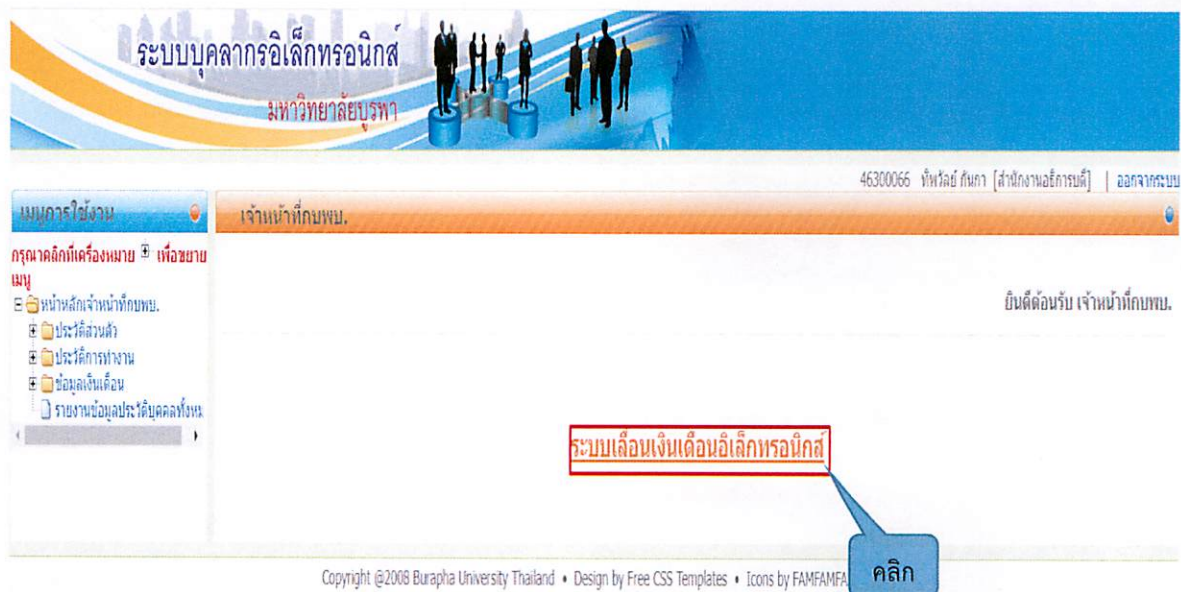 ระบบบุคลากรอิเล็กทรอนิกส์
มหาวิทยาลัยบูรพา
46300066 ทิพวัลย์ กันกา [สำนักงานอธิการบดี] | ออกจากระบบ
เมนูการใช้งาน
เจ้าหน้าที่กบพบ.
กรุณาคลิกที่เครื่องหมาย เพื่อขยาย
เมนู
หน้าหลักเจ้าหน้าที่กบพบ.
ประวัติส่วนตัว
ประวัติการทำงาน
ข้อมูลเงินเดือน
รายงานข้อมูลประวัติบุคคลทั้งหม
ยินดีต้อนรับ เจ้าหน้าที่กบพบ.
ระบบเลื่อนเงินเดือนอิเล็กทรอนิกส์
คลิก
Copyright @2008 Burapha University Thailand • Design by Free CSS Templates • Icons by FAMFAMFA